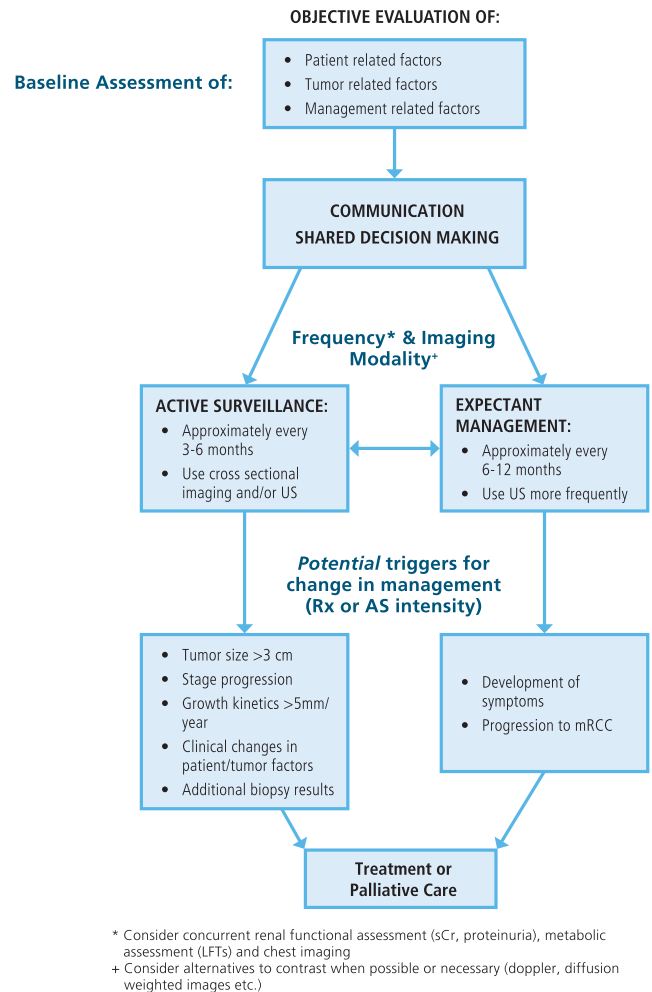 OBJECTIVE EVALUATION OF:
Baseline Assessment of:
• Patient related factors
• Tumor related factors
• Management related factors
COMMUNICATION
SHARED DECISION MAKING
Frequency* & Imaging
Modality+
ACTIVE SURVEILLANCE:
• Approximately every
3-6 months
• Use cross sectional
imaging and/or US
EXPECTANT
MANAGEMENT:
• Approximately every
6-12 months
• Use US more frequently
Potential triggers for
change in management
(Rx or AS intensity)
• Tumor size >3 cm
• Stage progression
• Growth kinetics >5mm/
year
• Clinical changes in
patient/tumor factors
• Additional biopsy results
• Development of
symptoms
• Progression to mRCC
Treatment or
Palliative Care
* Consider concurrent renal functional assessment (sCr, proteinuria), metabolic
assessment (LFTs) and chest imaging
+ Consider alternatives to contrast when possible or necessary (doppler, diffusion
weighted images etc.)